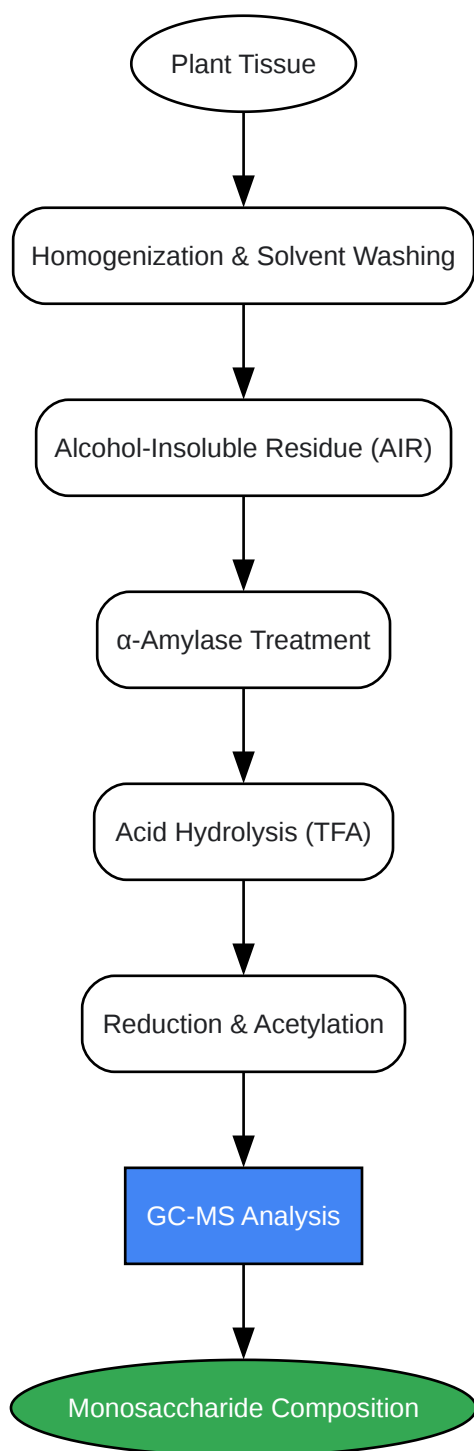 Plant Tissue
Homogenization & Solvent Washing
Alcohol-Insoluble Residue (AIR)
α-Amylase Treatment
Acid Hydrolysis (TFA)
Reduction & Acetylation
GC-MS Analysis
Monosaccharide Composition